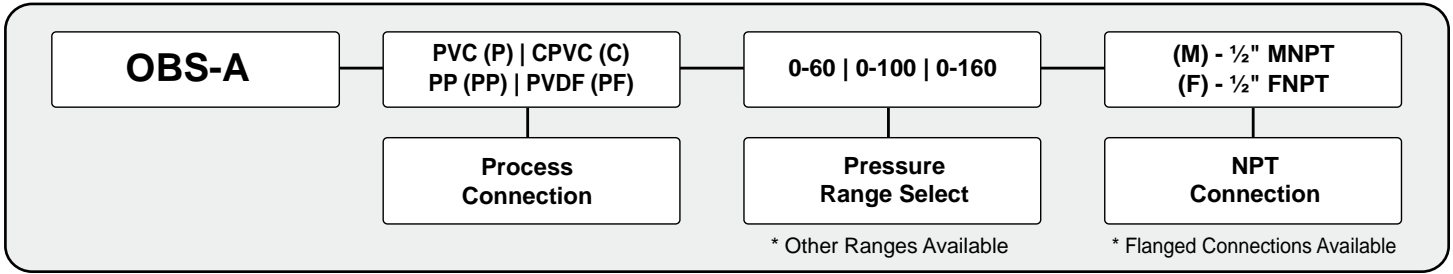 OBS-A
PVC (P) | CPVC (C)
PP (PP) | PVDF (PF)
0-60 | 0-100 | 0-160
(M) - ½" MNPT
(F) - ½" FNPT
Process
Connection
Pressure
Range Select
NPT
Connection
* Other Ranges Available
* Flanged Connections Available